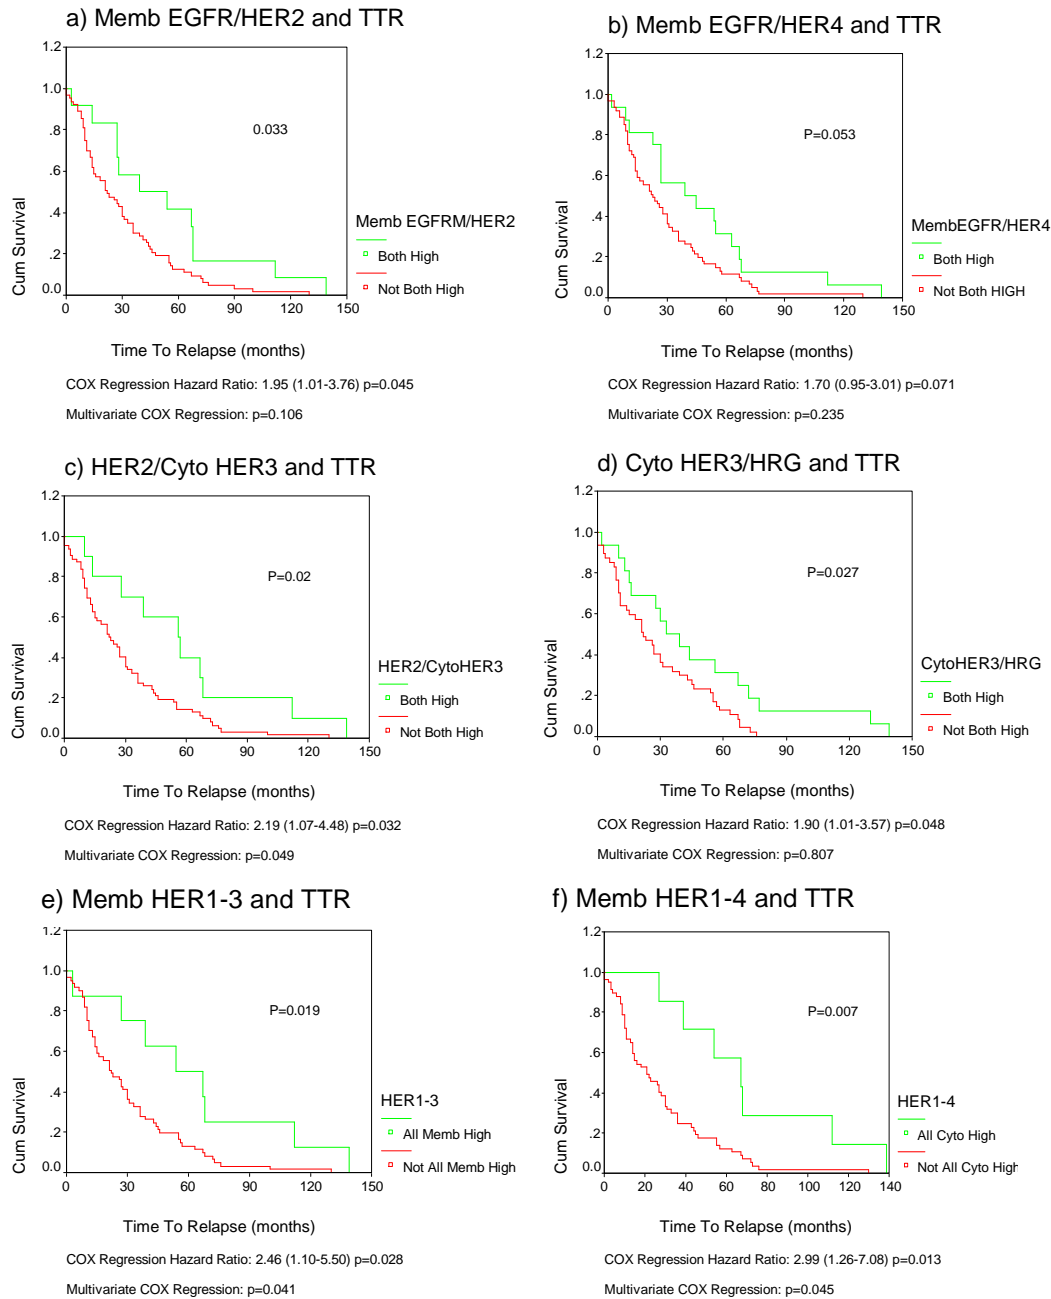 a) Memb EGFR/HER2 and TTR
1.2
1.0
.8
.6
.4
.2
0.0
0 30 60 90 120 150
Cum Survival
0.033
Memb EGFRM/HER2
Both High
Not Both High
Time To Relapse (months)
COX Regression Hazard Ratio: 1.95 (1.01-3.76) p=0.045
Multivariate COX Regression: p=0.106
b) Memb EGFR/HER4 and TTR
1.2
1.0
.8
.6
.4
.2
0.0
0 30 60 90 120 150
Cum Survival
P=0.053
MembEGFR/HER4
Both High
Not Both HIGH
Time To Relapse (months)
COX Regression Hazard Ratio: 1.70 (0.95-3.01) p=0.071
Multivariate COX Regression: p=0.235
c) HER2/Cyto HER3 and TTR
1.2
1.0
.8
.6
.4
.2
0.0
0 30 60 90 120 150
Cum Survival
P=0.02
HER2/CytoHER3
Both High
Not Both High
Time To Relapse (months)
COX Regression Hazard Ratio: 2.19 (1.07-4.48) p=0.032
Multivariate COX Regression: p=0.049
d) Cyto HER3/HRG and TTR
1.2
1.0
.8
.6
.4
.2
0.0
0 30 60 90 120 150
Cum Survival
P=0.027
CytoHER3/HRG
Both High
Not Both High
Time To Relapse (months)
COX Regression Hazard Ratio: 1.90 (1.01-3.57) p=0.048
Multivariate COX Regression: p=0.807
e) Memb HER1-3 and TTR
1.2
1.0
.8
.6
.4
.2
0.0
0 30 60 90 120 150
Cum Survival
P=0.019
HER1-3
All Memb High
Not All Memb High
Time To Relapse (months)
COX Regression Hazard Ratio: 2.46 (1.10-5.50) p=0.028
Multivariate COX Regression: p=0.041
f) Memb HER1-4 and TTR
1.2
1.0
.8
.6
.4
.2
0.0
0 20 40 60 80 100 120 140
Cum Survival
P=0.007
HER1-4
All Cyto High
Not All Cyto High
Time To Relapse (months)
COX Regression Hazard Ratio: 2.99 (1.26-7.08) p=0.013
Multivariate COX Regression: p=0.045